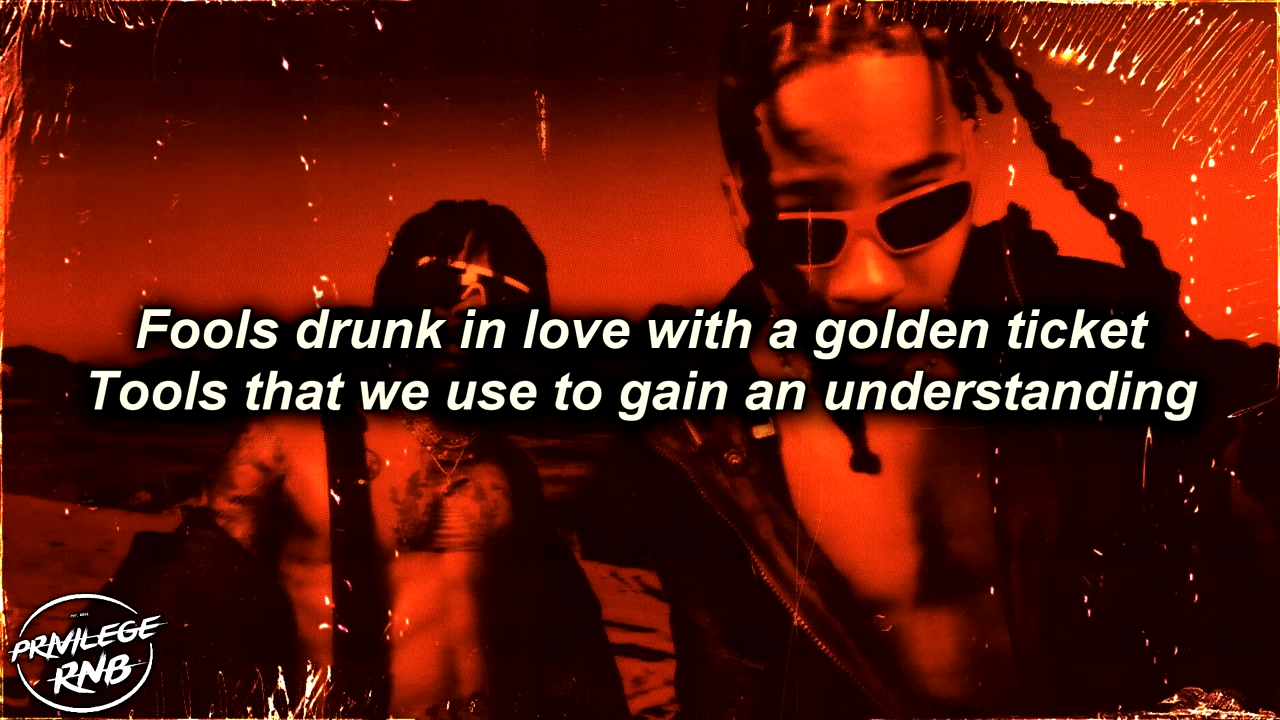 Fools drunk in love with a golden ticket
Tools that we use to gain an understanding
PRIVILEGE
RNB